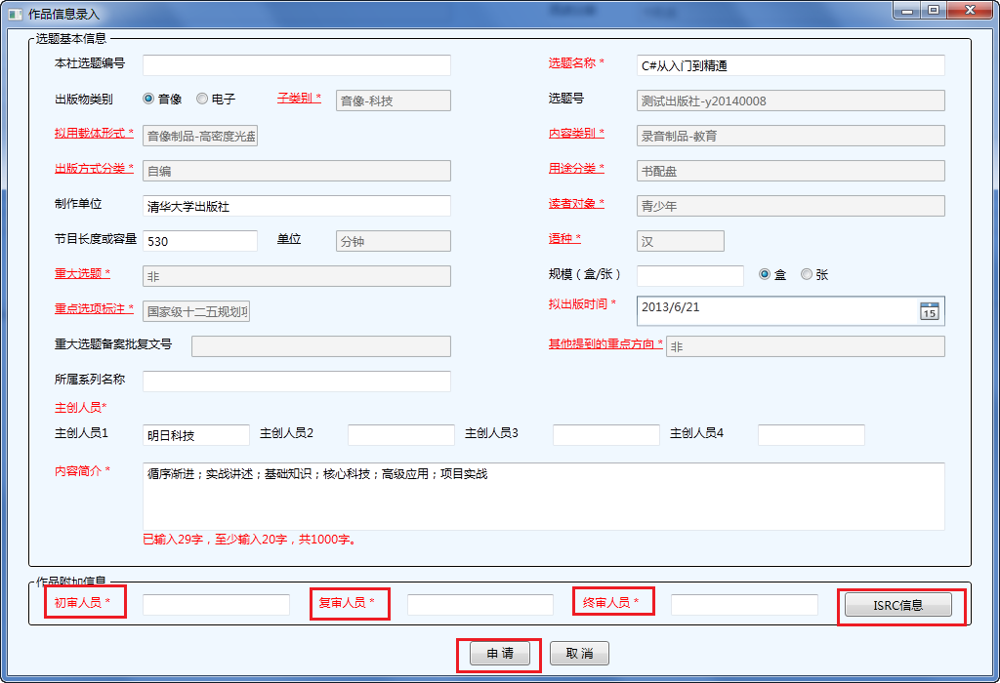 作品信息录入
选题基本信息
本社选题编号
选题名称 * C#从入门到精通
出版物类别 音像 电子 子类别 * 音像-科技
选题号 测试出版社-y20140008
拟用载体形式 * 音像制品-高密度光盘
内容类别 * 录音制品-教育
出版方式分类 * 自编
用途分类 * 书配盘
制作单位 清华大学出版社
读者对象 * 青少年
节目长度或容量 530 单位 分钟
语种 * 汉
重大选题 * 非
规模（盒/张） 盒 张
重点选项标注 * 国家级十二五规划项
拟出版时间 * 2013/6/21 15
重大选题备案批复文号
其他提到的重点方向 * 非
所属系列名称
主创人员*
主创人员1 明日科技 主创人员2 主创人员3 主创人员4
内容简介 * 循序渐进；实战讲述；基础知识；核心科技；高级应用；项目实战
已输入29字，至少输入20字，共1000字。
作品附加信息
初审人员 * 复审人员 * 终审人员 * ISRC信息
申 请 取 消